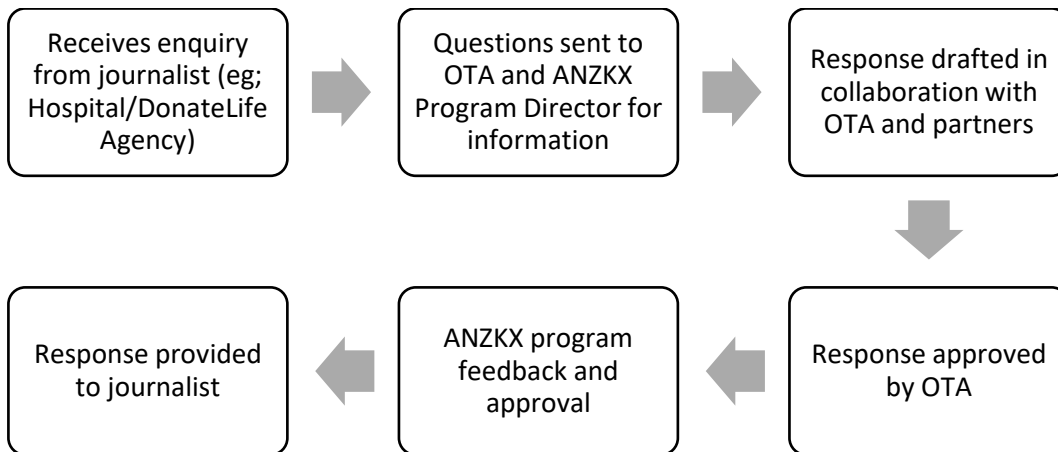 Receives enquiry
from journalist (eg;
Hospital/DonateLife
Agency)
Questions sent to
OTA and ANZKX
Program Director for
information
Response drafted in
collaboration with
OTA and partners
Response approved
by OTA
ANZKX program
feedback and
approval
Response provided
to journalist